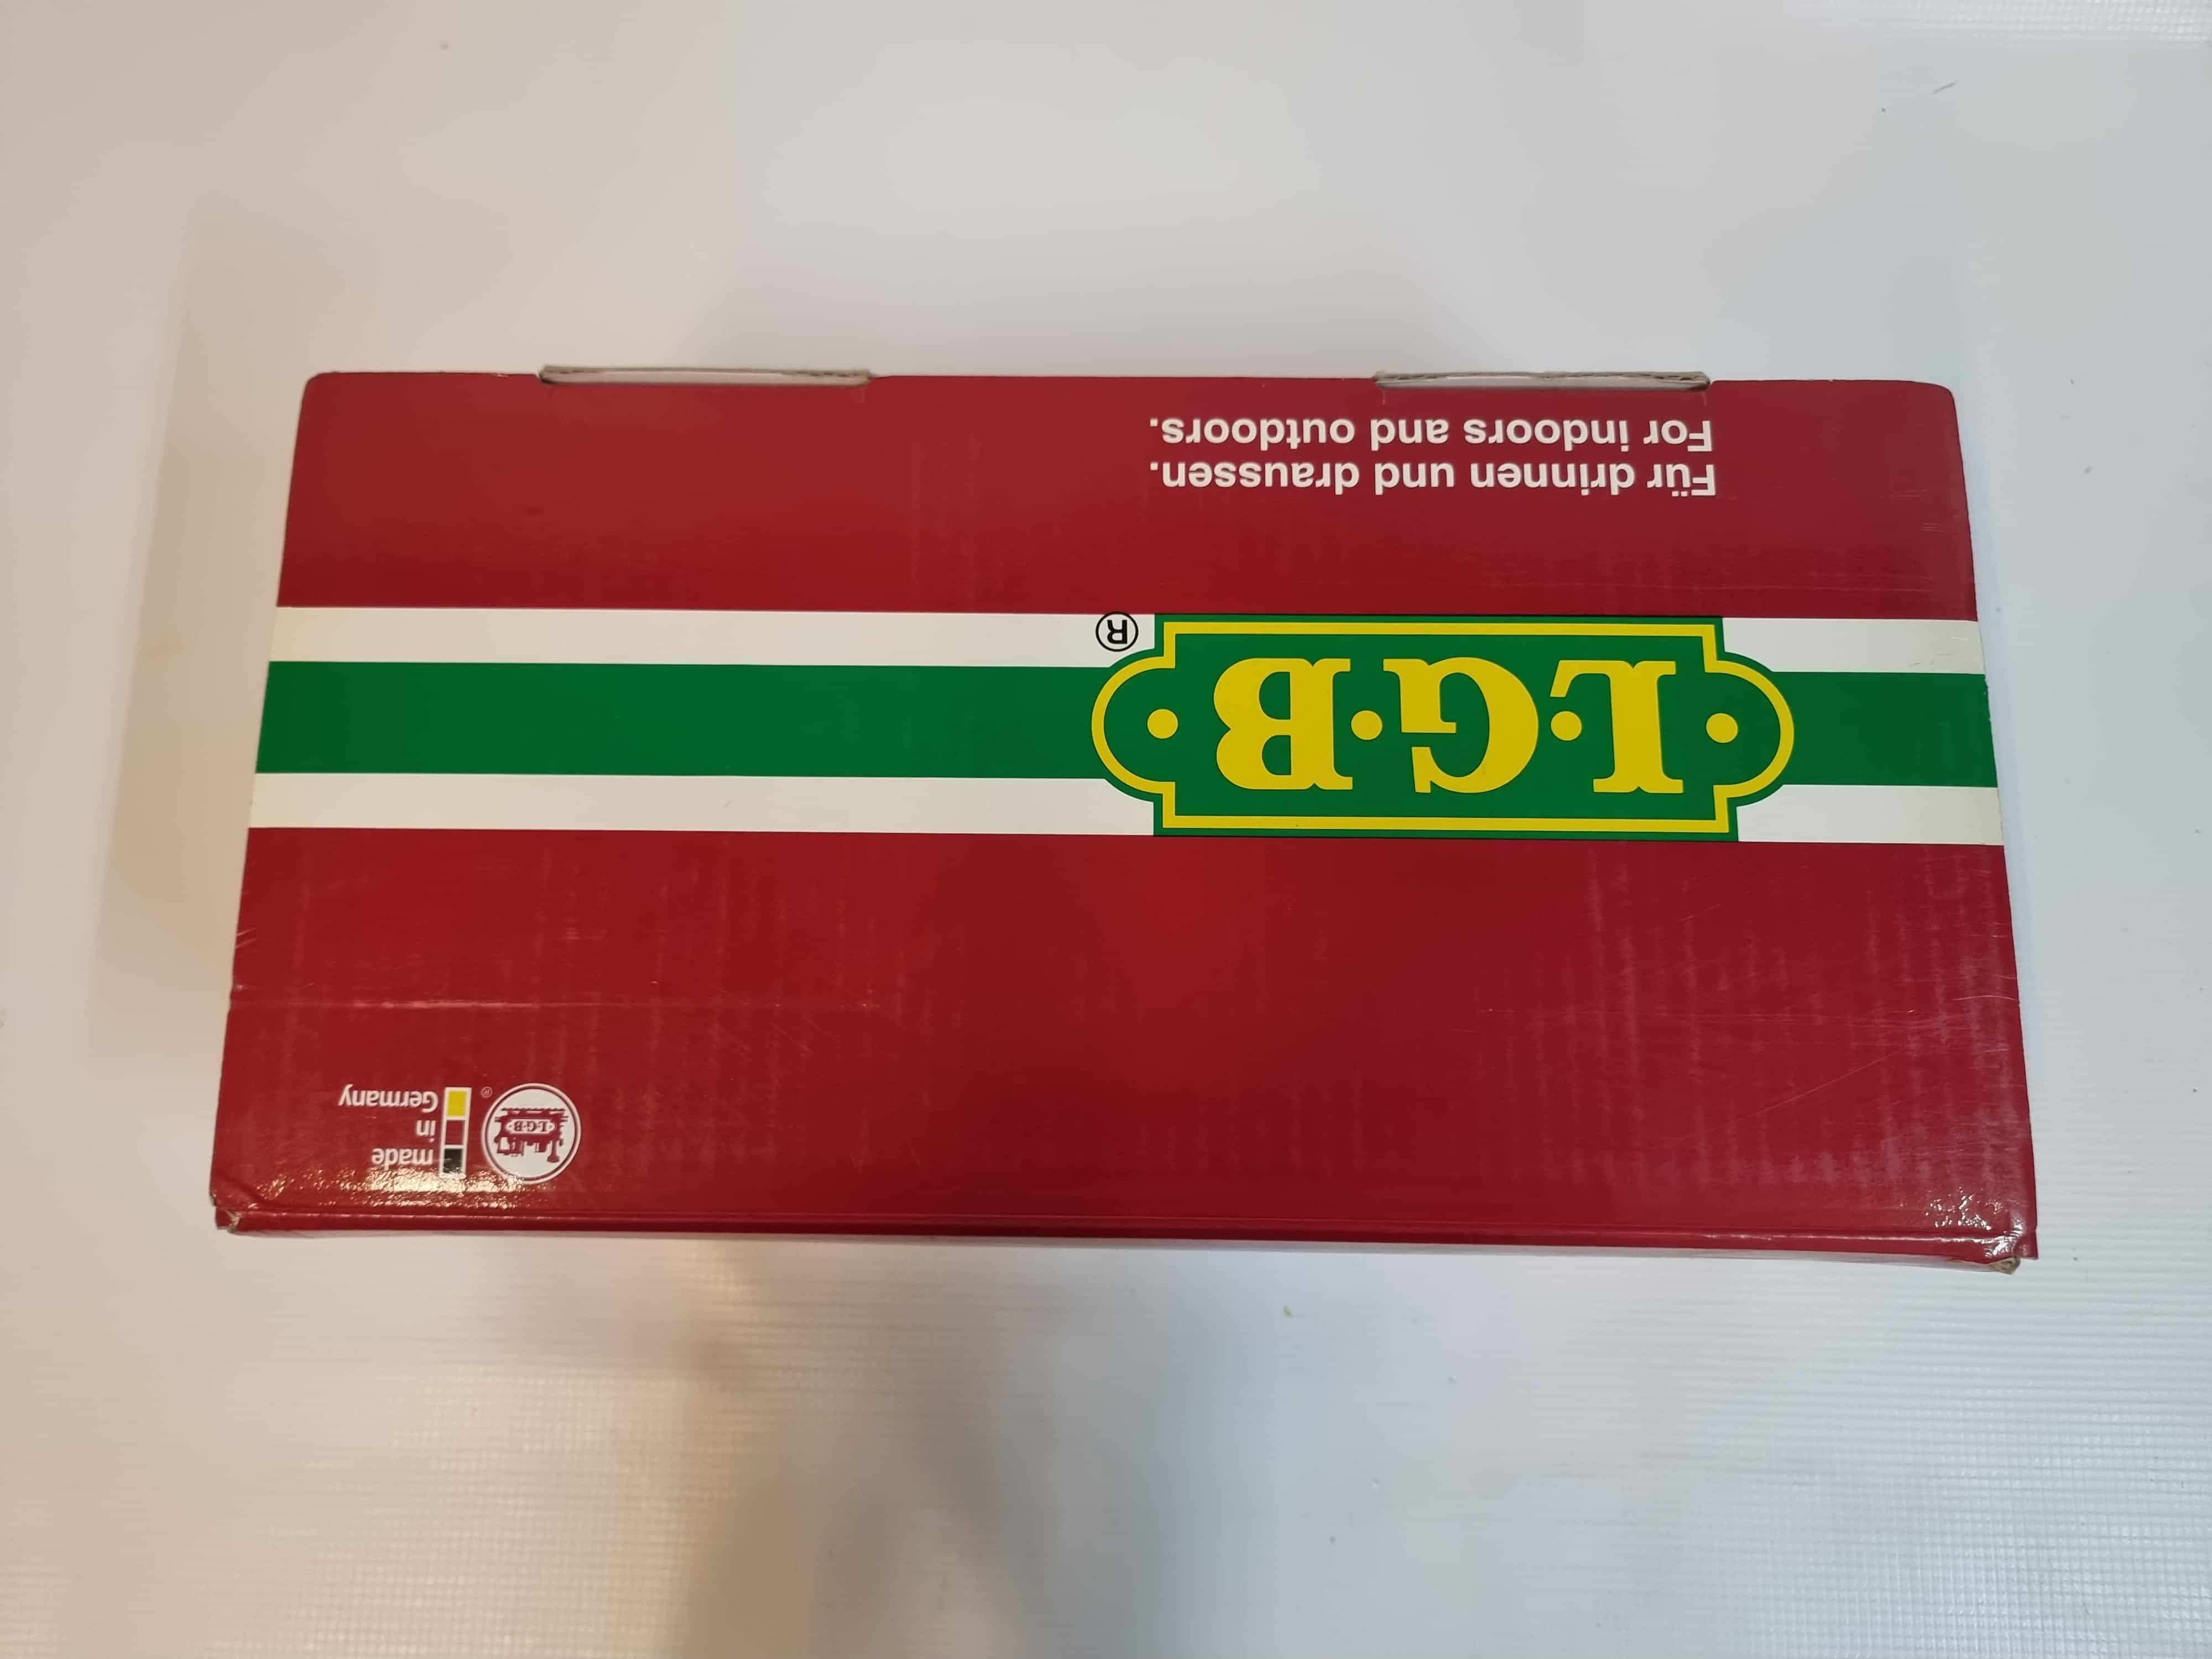 made
in
Germany
®
L·G·B
L·G·B
®
Für drinnen und draussen.
For indoors and outdoors.